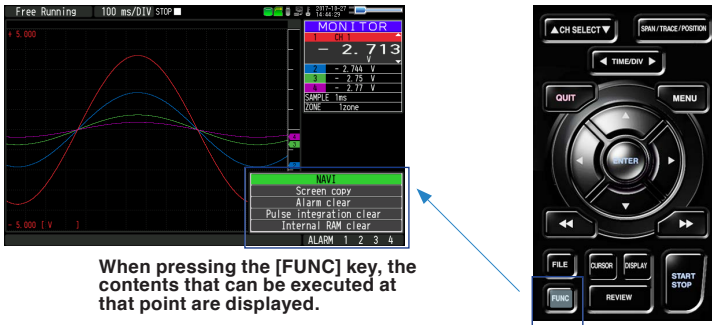 Free Running 100 ms/DIV STOP 2017-10-27
14:44:29
+ 5.000
MONITOR
1 CH 1
- 2.713
V
2 - 2.744 V
3 - 2.75 V
4 - 2.77 V
SAMPLE 1ms
ZONE 1zone
4
3
2
- 5.000 [ V ]
NAVI
Screen copy
Alarm clear
Pulse integration clear
Internal RAM clear
ALARM 1 2 3 4
When pressing the [FUNC] key, the
contents that can be executed at
that point are displayed.
▲CH SELECT▼ SPAN / TRACE / POSITION
◀ TIME/DIV ▶
QUIT MENU
ENTER
FILE CURSOR DISPLAY START
STOP
FUNC REVIEW